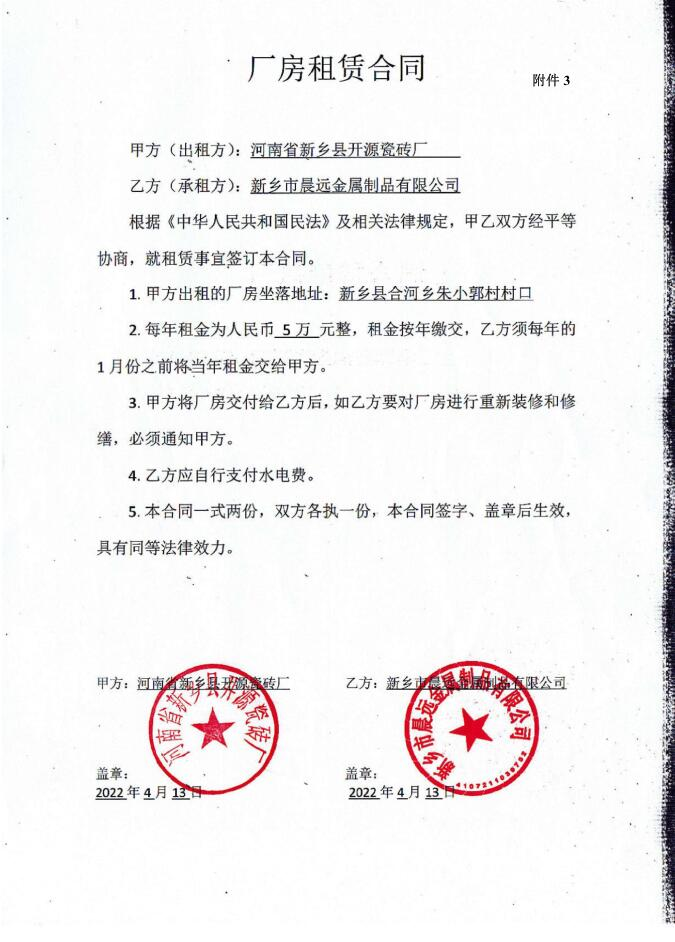 厂房租赁合同
附件 3
甲方（出租方）：河南省新乡县开源瓷砖厂
乙方（承租方）：新乡市晨远金属制品有限公司
根据《中华人民共和国民法》及相关法律规定，甲乙双方经平等
协商，就租赁事宜签订本合同。
1. 甲方出租的厂房坐落地址：新乡县合河乡朱小郭村村口
2. 每年租金为人民币 5 万 元整，租金按年缴交，乙方须每年的
1 月份之前将当年租金交给甲方。
3. 甲方将厂房交付给乙方后，如乙方要对厂房进行重新装修和修
缮，必须通知甲方。
4. 乙方应自行支付水电费。
5. 本合同一式两份，双方各执一份，本合同签字、盖章后生效，
具有同等法律效力。
甲方：河南省新乡县开源瓷砖厂 乙方：新乡市晨远金属制品有限公司
河南省新乡县开源瓷砖厂
新乡市晨远金属制品有限公司
4107211038762
盖章： 盖章：
2022 年 4 月 13 日 2022 年 4 月 13 日